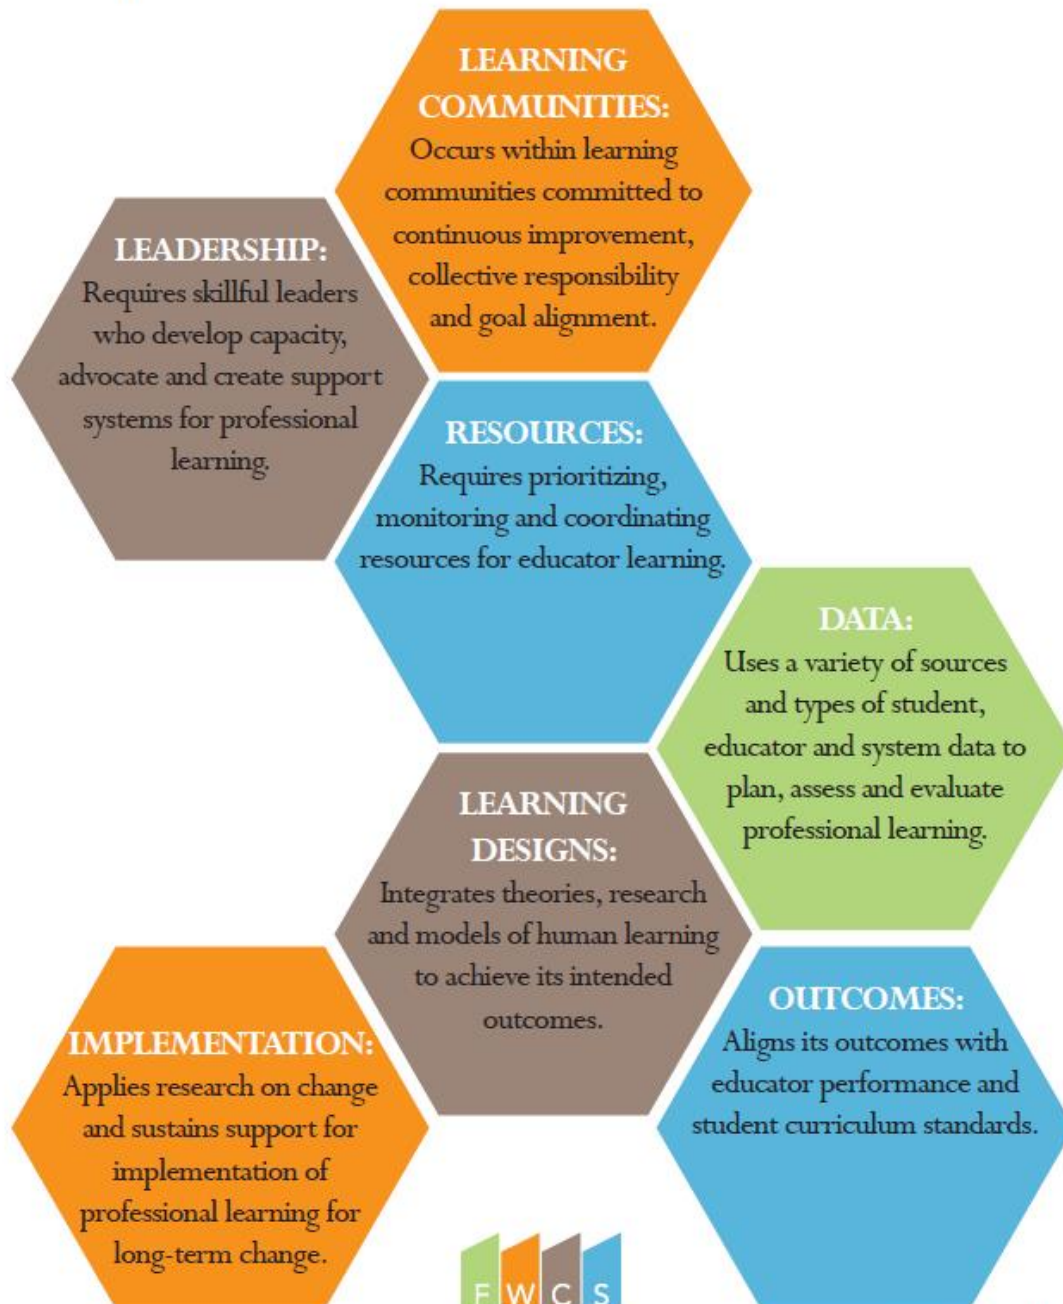 LEARNING
COMMUNITIES:
Occurs within learning
communities committed to
continuous improvement,
collective responsibility
and goal alignment.
LEADERSHIP:
Requires skillful leaders
who develop capacity,
advocate and create support
systems for professional
learning.
RESOURCES:
Requires prioritizing,
monitoring and coordinating
resources for educator learning.
DATA:
Uses a variety of sources
and types of student,
educator and system data to
plan, assess and evaluate
professional learning.
LEARNING
DESIGNS:
Integrates theories, research
and models of human learning
to achieve its intended
outcomes.
IMPLEMENTATION:
Applies research on change
and sustains support for
implementation of
professional learning for
long-term change.
OUTCOMES:
Aligns its outcomes with
educator performance and
student curriculum standards.
FWCS